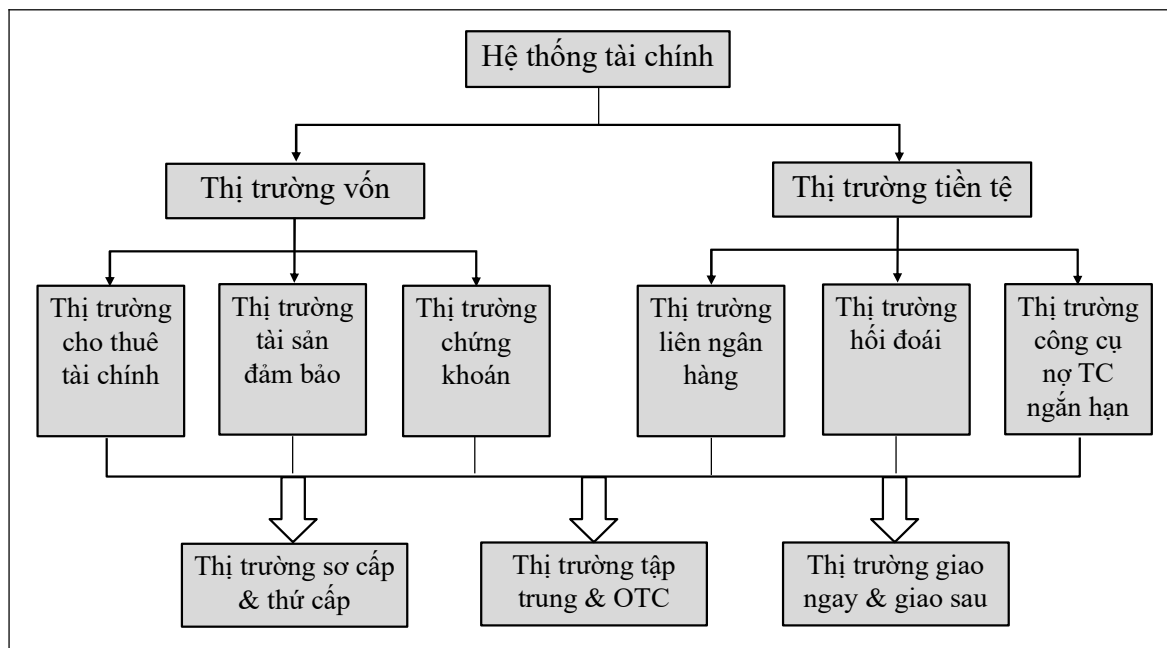 Hệ thống tài chính
Thị trường vốn
Thị trường tiền tệ
Thị trường
cho thuê
tài chính
Thị trường
tài sản
đảm bảo
Thị trường
chứng
khoán
Thị trường
liên ngân
hàng
Thị trường
hối đoái
Thị trường
công cụ
nợ TC
ngắn hạn
Thị trường sơ cấp
& thứ cấp
Thị trường tập
trung & OTC
Thị trường giao
ngay & giao sau